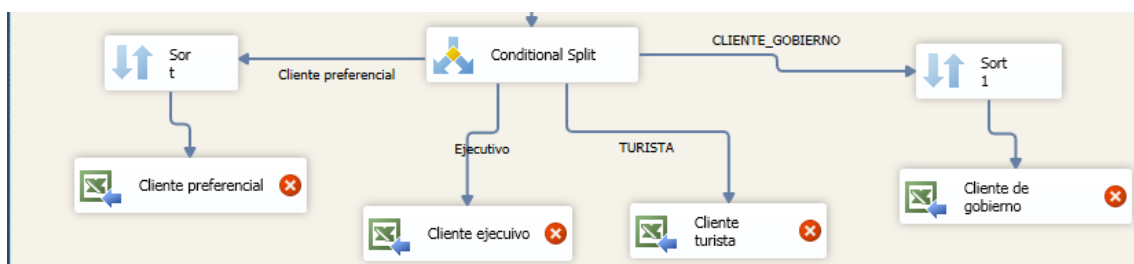 Sor
t
Cliente preferencial
Conditional Split
CLIENTE_GOBIERNO
Sort
1
Ejecutivo
TURISTA
Cliente preferencial
Cliente ejecuivo
Cliente
turista
Cliente de
gobierno